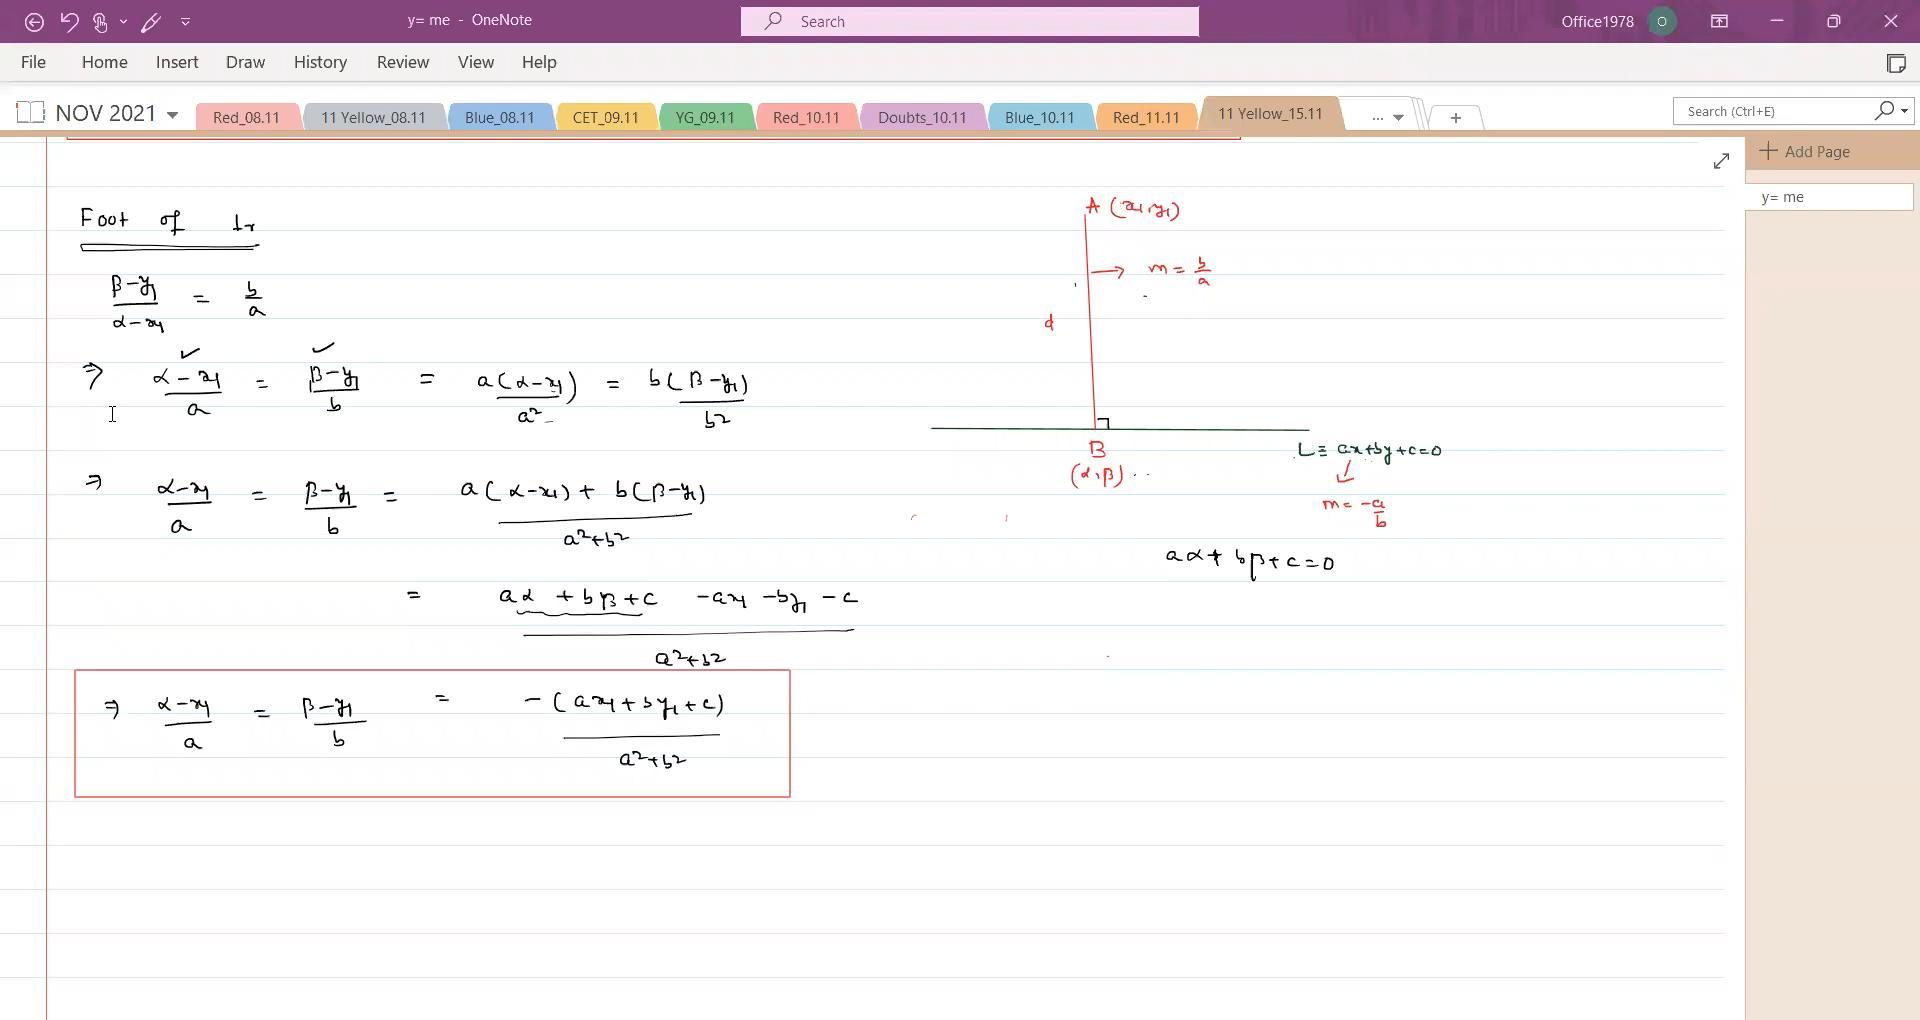 y= me - OneNote
Search
Office1978
O
File Home Insert Draw History Review View Help
NOV 2021
Red_08.11 11 Yellow_08.11 Blue_08.11 CET_09.11 YG_09.11 Red_10.11 Doubts_10.11 Blue_10.11 Red_11.11 11 Yellow_15.11 ... +
Search (Ctrl+E)
Add Page
y= me
Foot of ⊥r
(β-y₁)/(α-x₁) = b/a
⇒ (α-x₁)/a = (β-y₁)/b = a(α-x₁)/a² = b(β-y₁)/b²
⇒ (α-x₁)/a = (β-y₁)/b = (a(α-x₁) + b(β-y₁))/(a²+b²)
= (aα + bβ + c -ax₁ -by₁ -c)/(a²+b²)
⇒ (α-x₁)/a = (β-y₁)/b = -(ax₁+by₁+c)/(a²+b²)
A (x₁,y₁)
→ m = b/a
d
B
(α,β)
L ≡ ax+by+c=0
m = -a/b
aα + bβ + c = 0